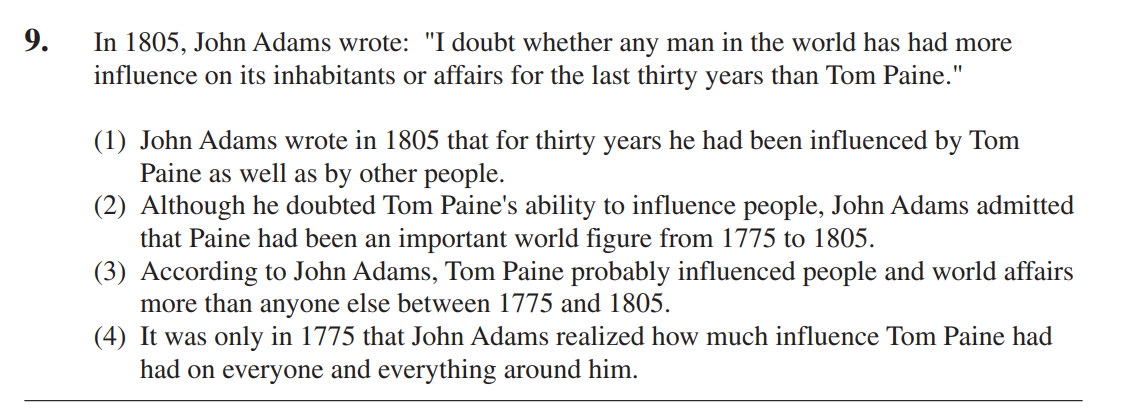 9. In 1805, John Adams wrote: "I doubt whether any man in the world has had more
influence on its inhabitants or affairs for the last thirty years than Tom Paine."
(1) John Adams wrote in 1805 that for thirty years he had been influenced by Tom
Paine as well as by other people.
(2) Although he doubted Tom Paine's ability to influence people, John Adams admitted
that Paine had been an important world figure from 1775 to 1805.
(3) According to John Adams, Tom Paine probably influenced people and world affairs
more than anyone else between 1775 and 1805.
(4) It was only in 1775 that John Adams realized how much influence Tom Paine had
had on everyone and everything around him.